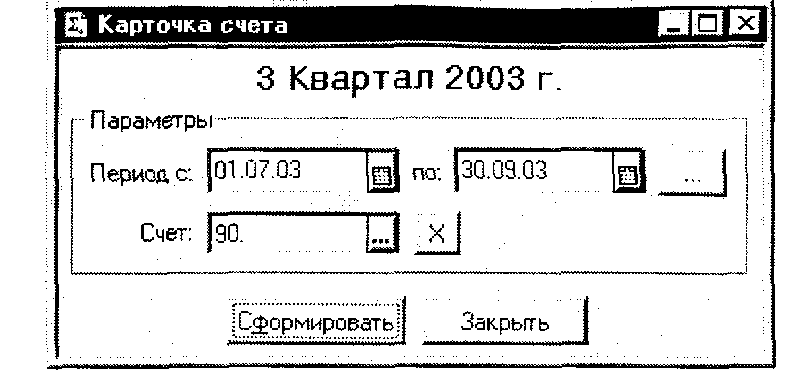 Карточка счета
3 Квартал 2003 г.
Параметры
Период с: 01.07.03 по: 30.09.03 ...
Счет: 90. ... X
Сформировать Закрыть